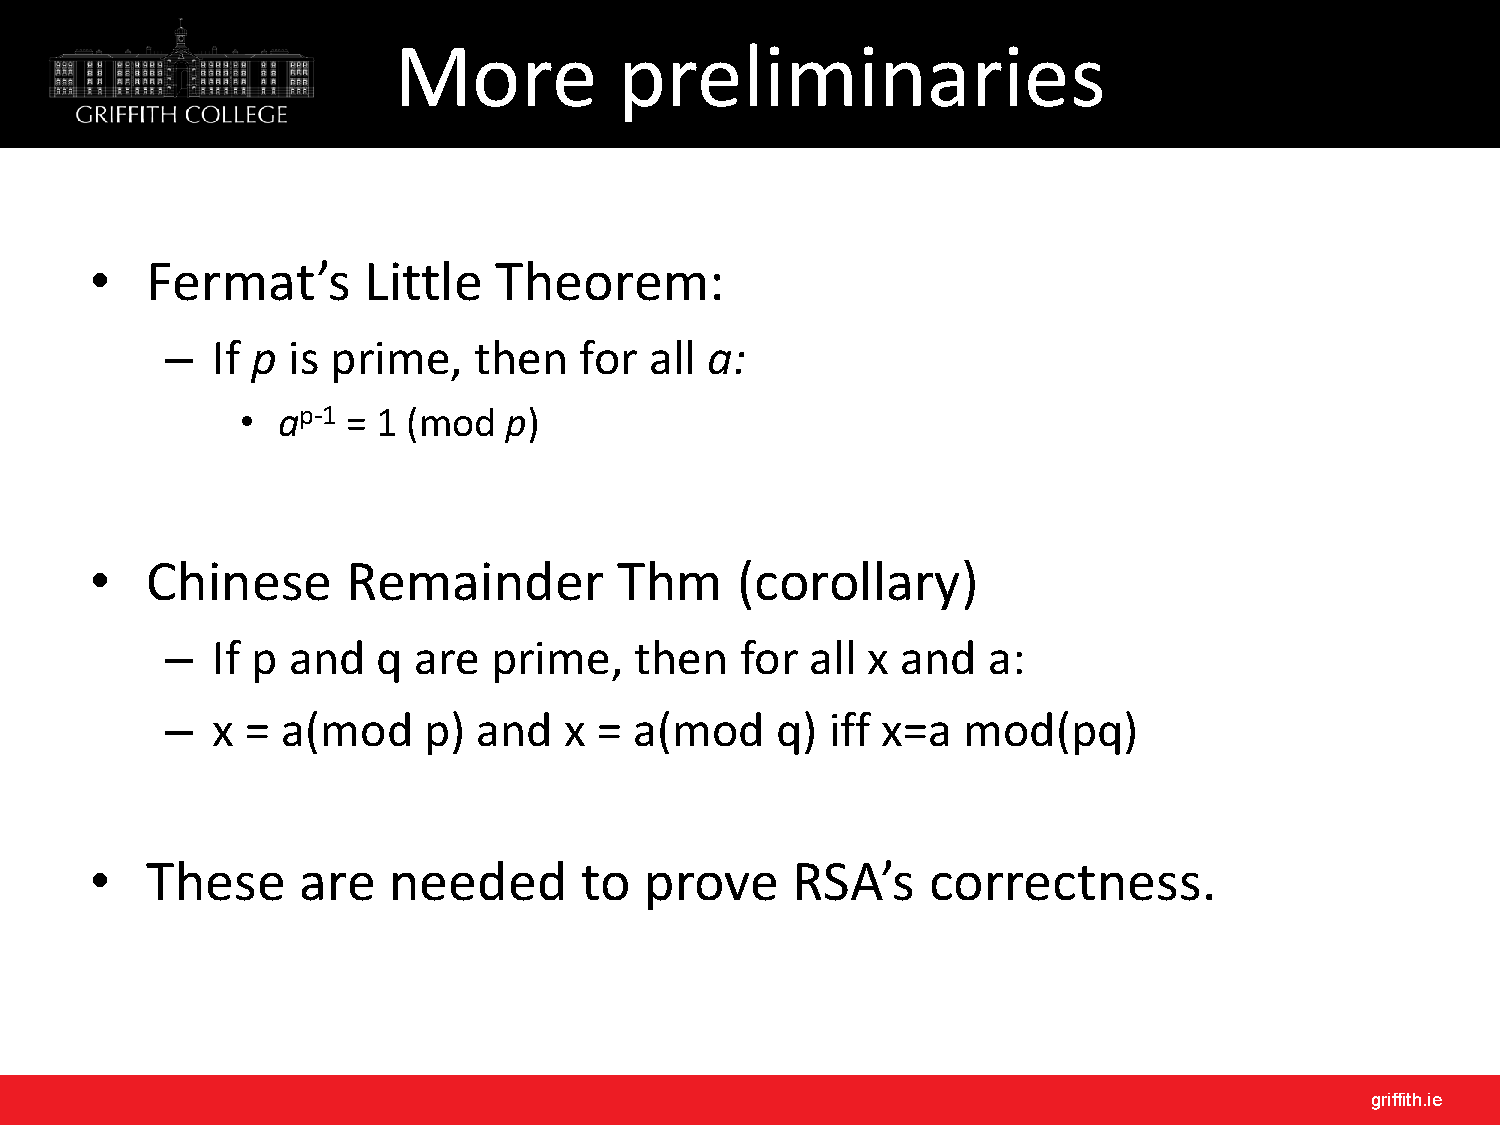 GRIFFITH COLLEGE
More preliminaries
• Fermat’s Little Theorem:
– If p is prime, then for all a:
• aᵖ⁻¹ = 1 (mod p)
• Chinese Remainder Thm (corollary)
– If p and q are prime, then for all x and a:
– x = a(mod p) and x = a(mod q) iff x=a mod(pq)
• These are needed to prove RSA’s correctness.
griffith.ie